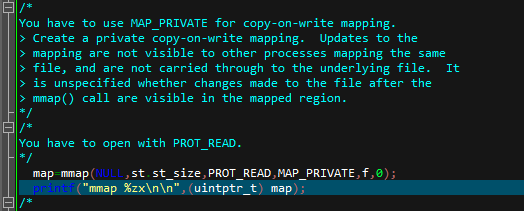 /*
You have to use MAP_PRIVATE for copy-on-write mapping.
> Create a private copy-on-write mapping.  Updates to the
> mapping are not visible to other processes mapping the same
> file, and are not carried through to the underlying file.  It
> is unspecified whether changes made to the file after the
> mmap() call are visible in the mapped region.
*/
/*
You have to open with PROT_READ.
*/
map=mmap(NULL,st.st_size,PROT_READ,MAP_PRIVATE,f,0);
printf("mmap %zx\n\n",(uintptr_t) map);
/*